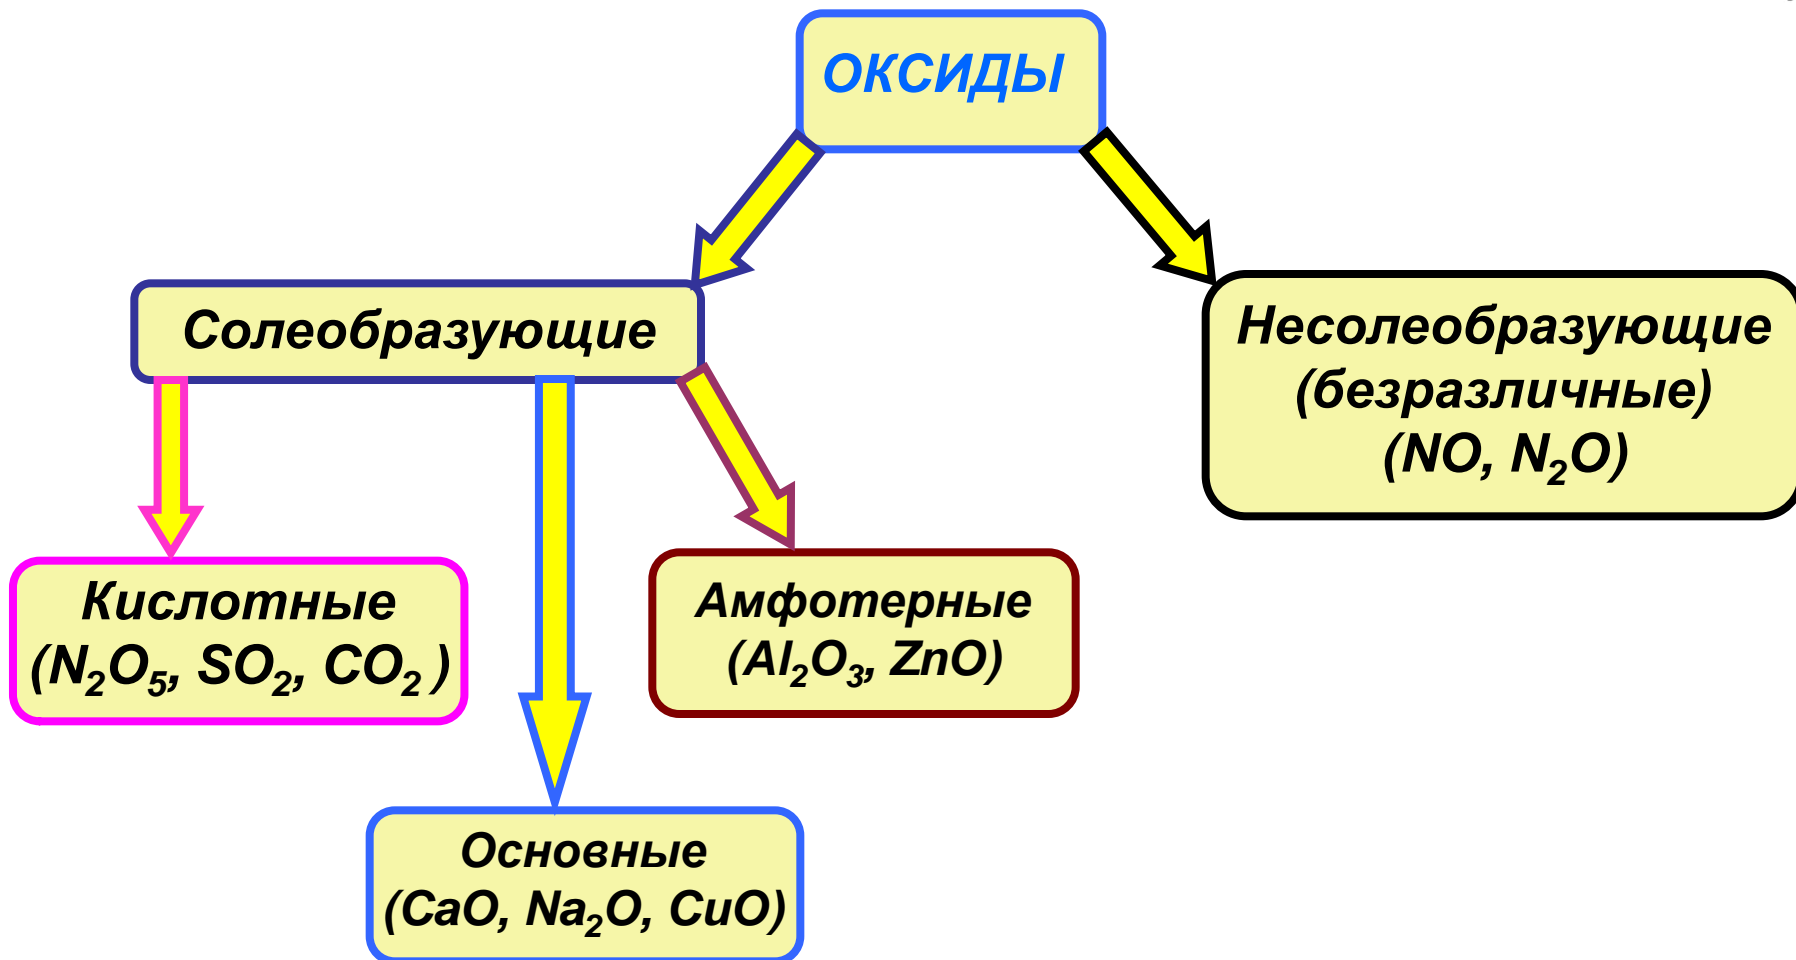 ОКСИДЫ
Солеобразующие
Несолеобразующие
(безразличные)
(NO, N₂O)
Кислотные
(N₂O₅, SO₂, CO₂ )
Амфотерные
(Al₂O₃, ZnO)
Основные
(CaO, Na₂O, CuO)